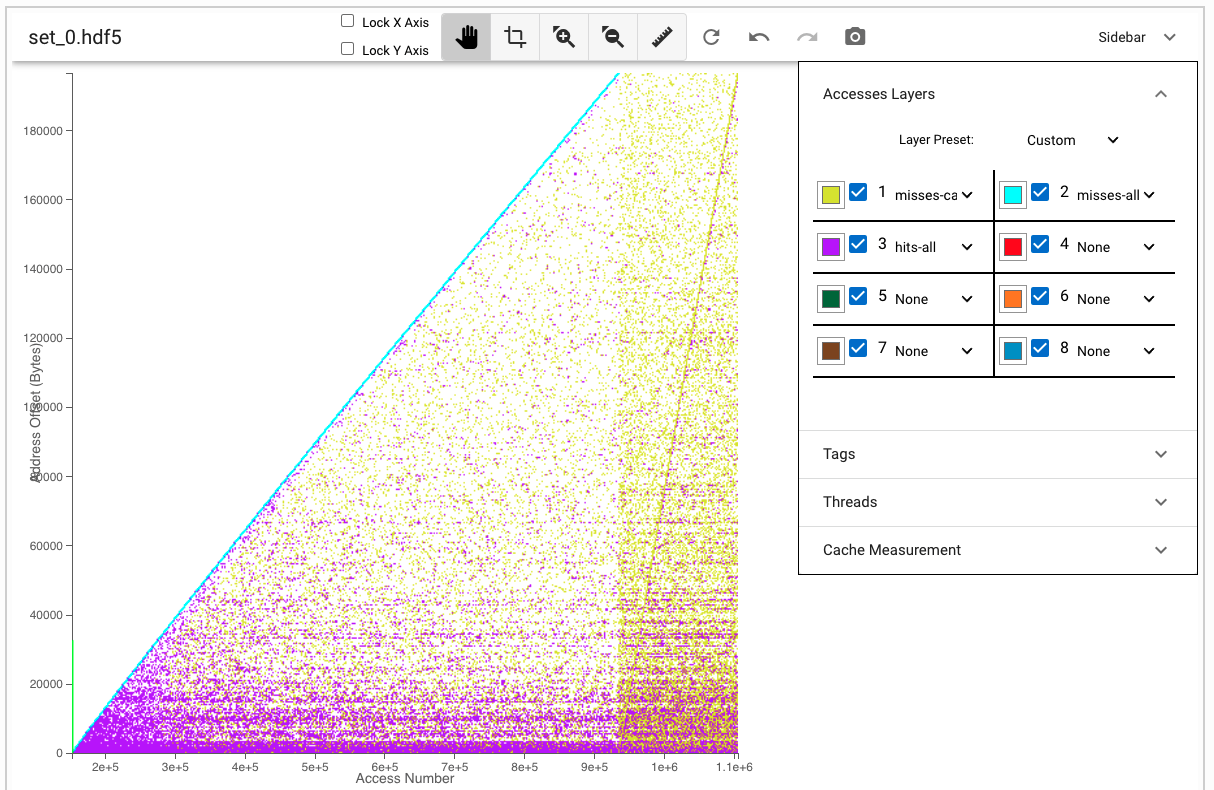 set_0.hdf5
Lock X Axis
Lock Y Axis
Sidebar
Accesses Layers
Layer Preset: Custom
1 misses-ca
2 misses-all
3 hits-all
4 None
5 None
6 None
7 None
8 None
Tags
Threads
Cache Measurement
Address Offset (Bytes)
180000
160000
140000
120000
100000
80000
60000
40000
20000
0
2e+5 3e+5 4e+5 5e+5 6e+5 7e+5 8e+5 9e+5 1e+6 1.1e+6
Access Number